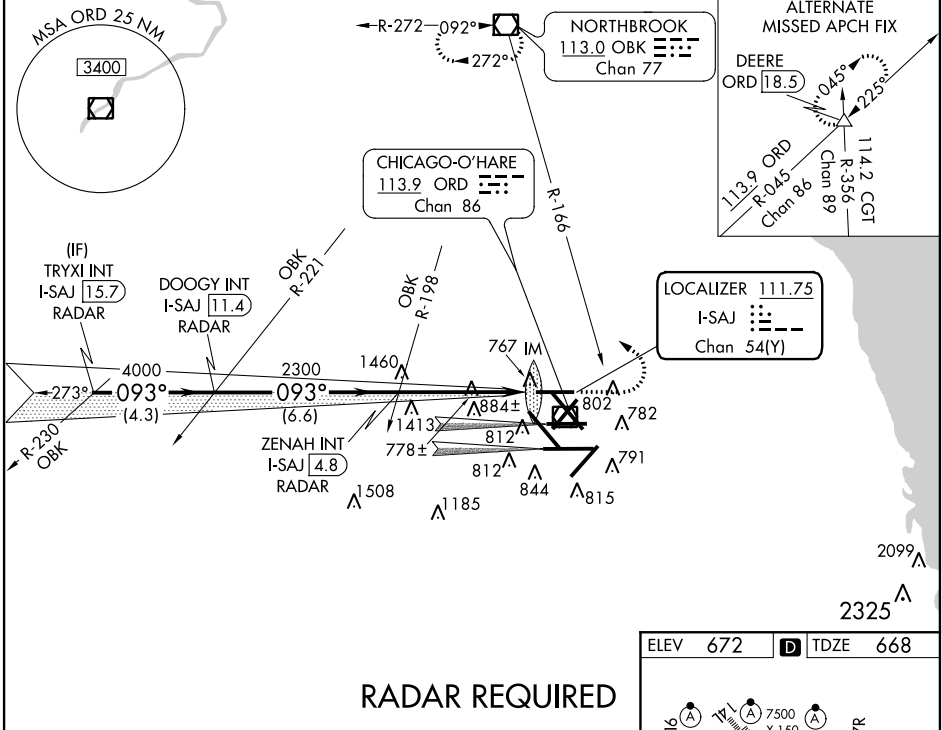 MSA ORD 25 NM
3400
R-272
092°
272°
NORTHBROOK
113.0 OBK
Chan 77
ALTERNATE
MISSED APCH FIX
DEERE
ORD 18.5
045°
225°
113.9 ORD
R-045
Chan 86
114.2 CGT
R-356
Chan 89
CHICAGO-O'HARE
113.9 ORD
Chan 86
R-166
(IF)
TRYXI INT
I-SAJ 15.7
RADAR
DOOGY INT
I-SAJ 11.4
RADAR
OBK
R-221
OBK
R-198
LOCALIZER 111.75
I-SAJ
Chan 54(Y)
1460
767
IM
4000
2300
273°
093°
093°
(4.3)
(6.6)
R-230
OBK
884±
802
782
1413
778±
812
ZENAH INT
I-SAJ 4.8
RADAR
812
844
791
815
1508
1185
2099
2325
ELEV 672
D
TDZE 668
RADAR REQUIRED
A
14L
A
7500
X 150
A